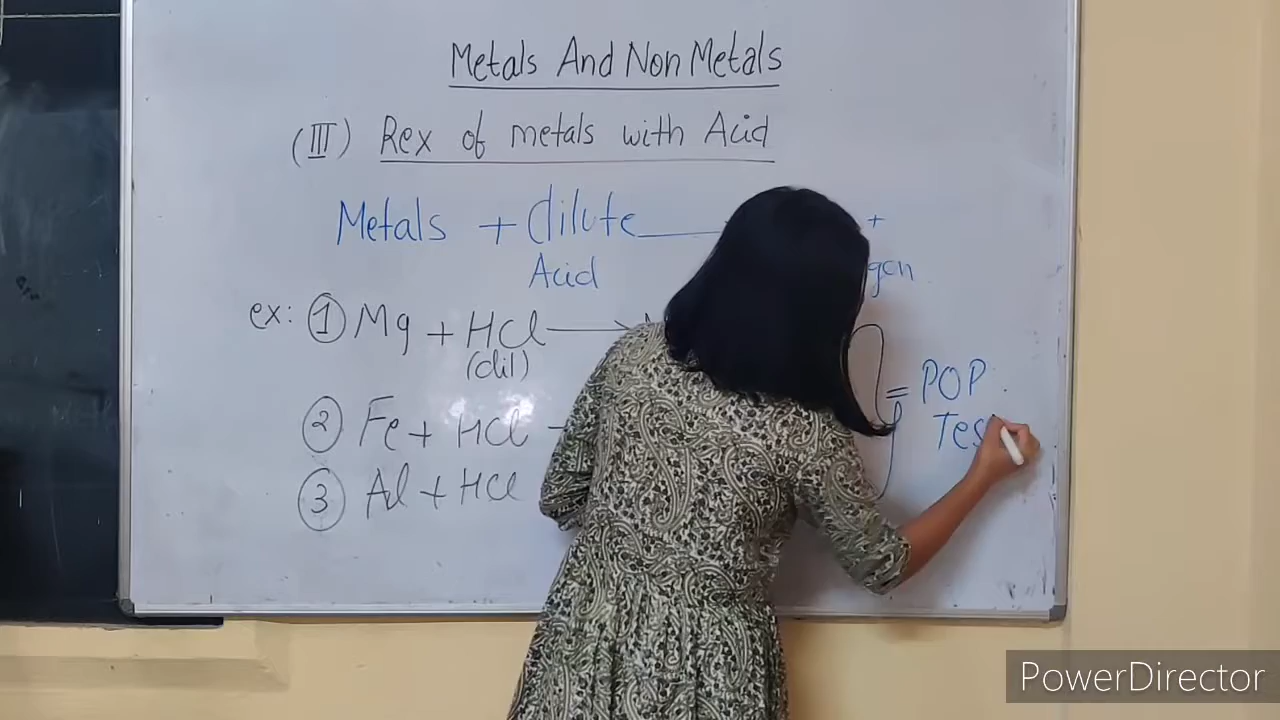 Metals And Non Metals
(III) Rex of metals with Acid
Metals + dilute +
Acid
ex: ① Mg + HCl
(dil)
② Fe + HCl
③ Al + HCl
= POP
Tes
PowerDirector